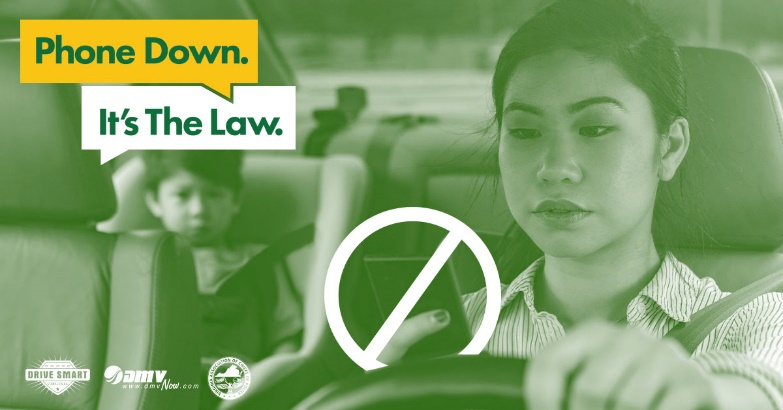 Phone Down.
It's The Law.
DRIVE SMART
DMV
www.dmvNow.com